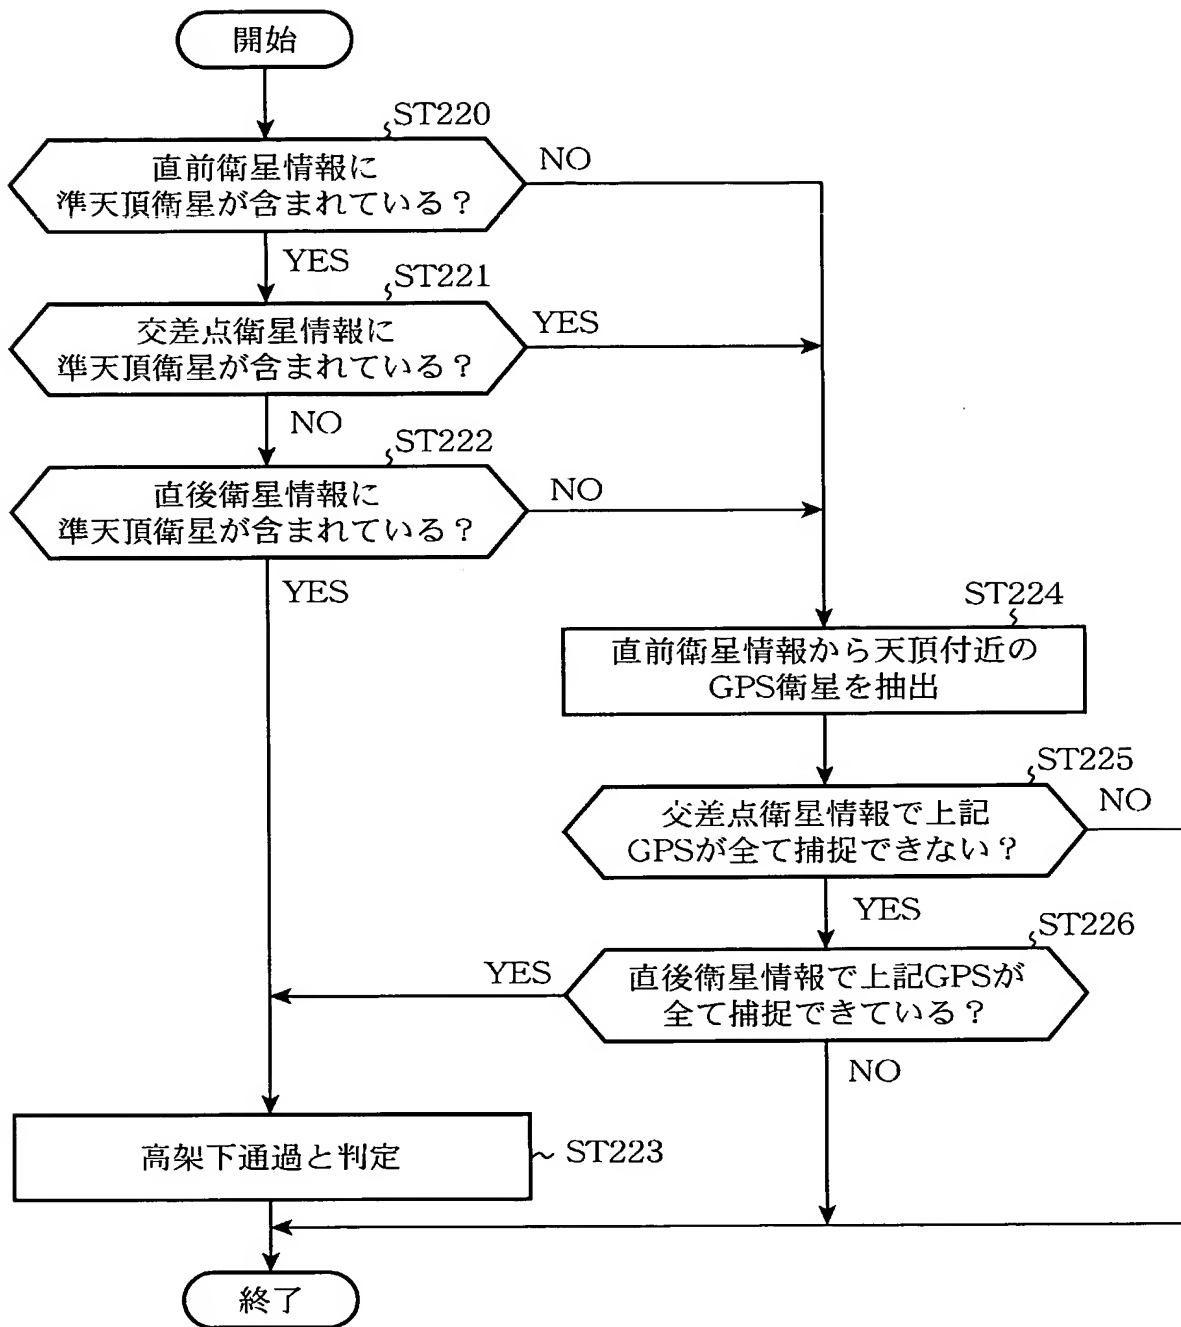 開始
ST220
直前衛星情報に
準天頂衛星が含まれている？
NO
YES
ST221
交差点衛星情報に
準天頂衛星が含まれている？
YES
NO
ST222
直後衛星情報に
準天頂衛星が含まれている？
NO
YES
ST224
直前衛星情報から天頂付近の
GPS衛星を抽出
ST225
交差点衛星情報で上記
GPSが全て捕捉できない？
NO
YES
ST226
直後衛星情報で上記GPSが
全て捕捉できている？
YES
NO
高架下通過と判定
ST223
終了